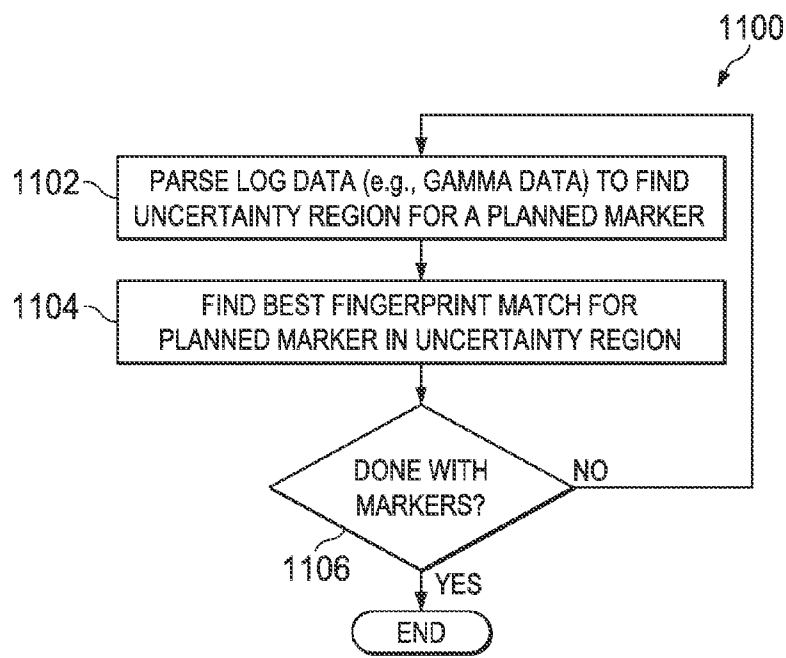 1100
1102
PARSE LOG DATA (e.g., GAMMA DATA) TO FIND
UNCERTAINTY REGION FOR A PLANNED MARKER
1104
FIND BEST FINGERPRINT MATCH FOR
PLANNED MARKER IN UNCERTAINTY REGION
DONE WITH
MARKERS?
NO
1106
YES
END